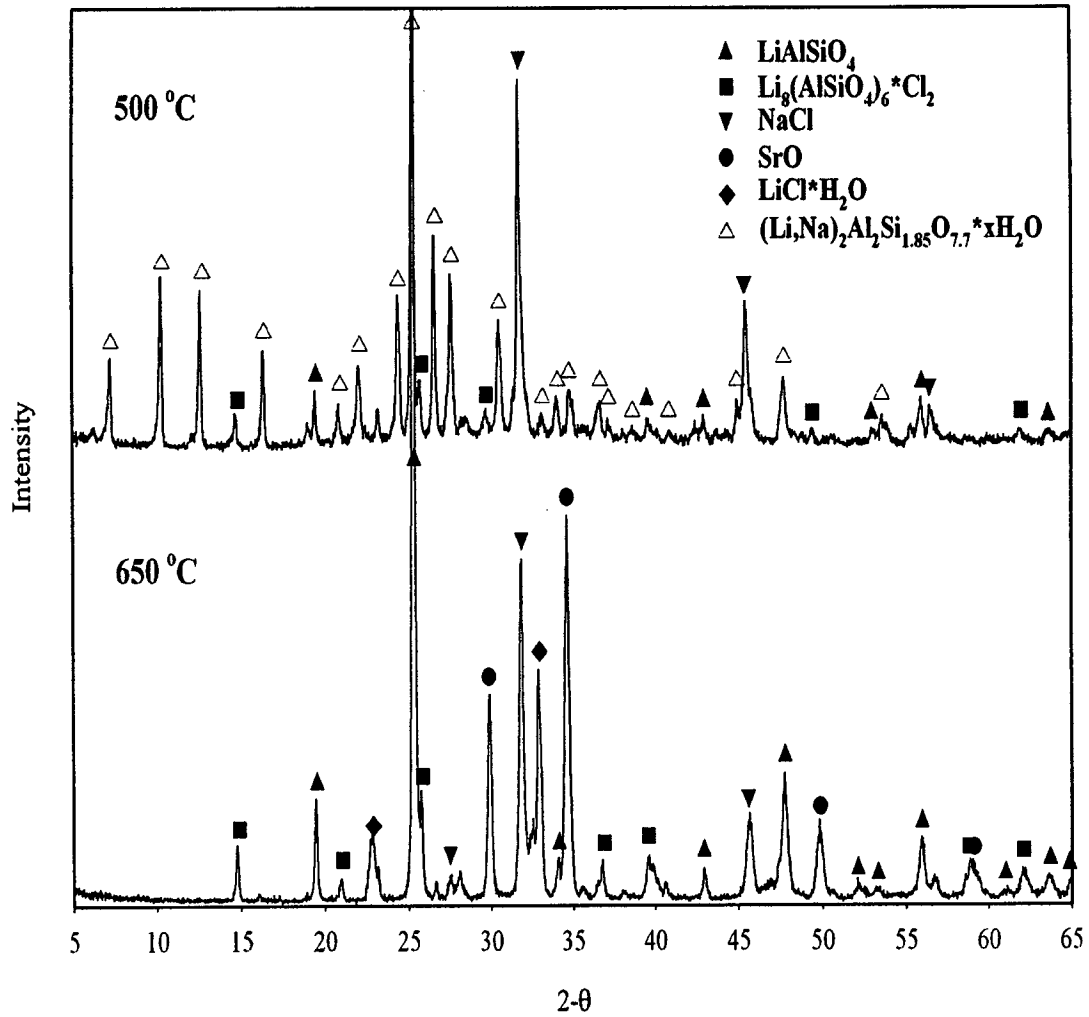 500 °C
▲ LiAlSiO₄
■ Li₈(AlSiO₄)₆*Cl₂
▼ NaCl
● SrO
◆ LiCl*H₂O
△ (Li,Na)₂Al₂Si₁.₈₅O₇.₇*xH₂O
Intensity
650 °C
5 10 15 20 25 30 35 40 45 50 55 60 65
2-θ